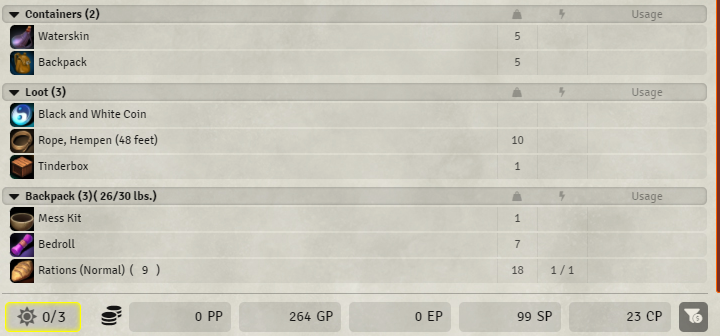 Containers (2) Usage
Waterskin 5
Backpack 5
Loot (3) Usage
Black and White Coin
Rope, Hempen (48 feet) 10
Tinderbox 1
Backpack (3)( 26/30 lbs.) Usage
Mess Kit 1
Bedroll 7
Rations (Normal) ( 9 ) 18 1 / 1
0/3 0 PP 264 GP 0 EP 99 SP 23 CP